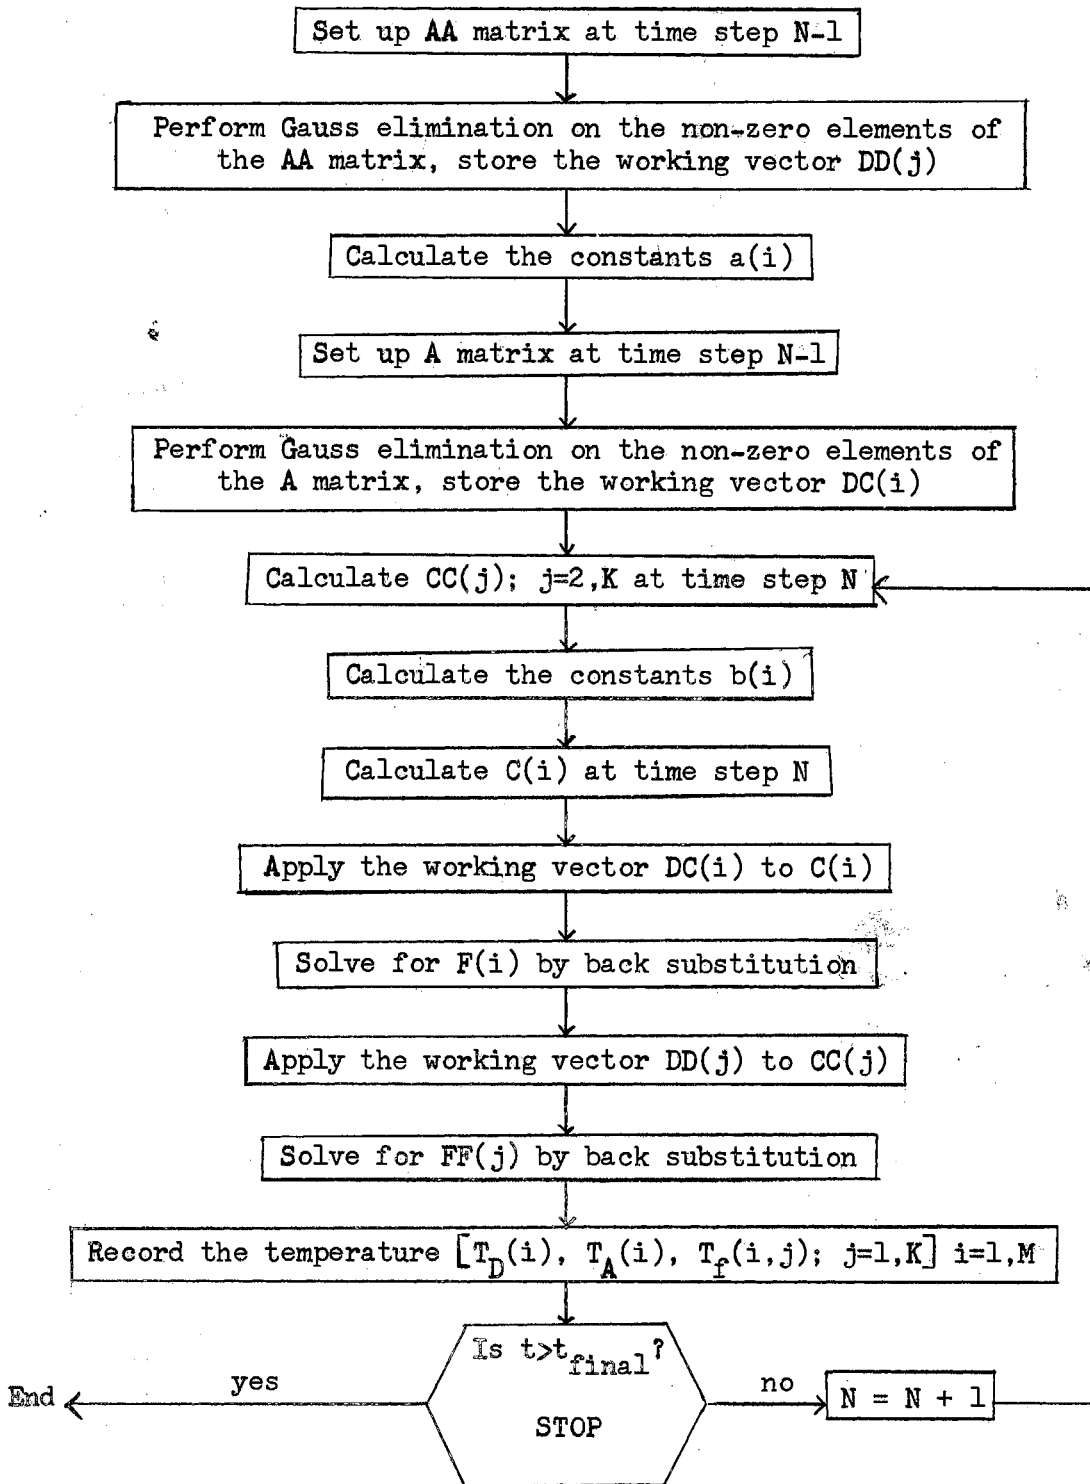 Set up AA matrix at time step N-1
Perform Gauss elimination on the non-zero elements of
the AA matrix, store the working vector DD(j)
Calculate the constants a(i)
Set up A matrix at time step N-1
Perform Gauss elimination on the non-zero elements of
the A matrix, store the working vector DC(i)
Calculate CC(j); j=2,K at time step N
Calculate the constants b(i)
Calculate C(i) at time step N
Apply the working vector DC(i) to C(i)
Solve for F(i) by back substitution
Apply the working vector DD(j) to CC(j)
Solve for FF(j) by back substitution
Record the temperature [T_D(i), T_A(i), T_f(i,j); j=1,K] i=1,M
Is t>t_final?
STOP
yes
End
no
N = N + 1